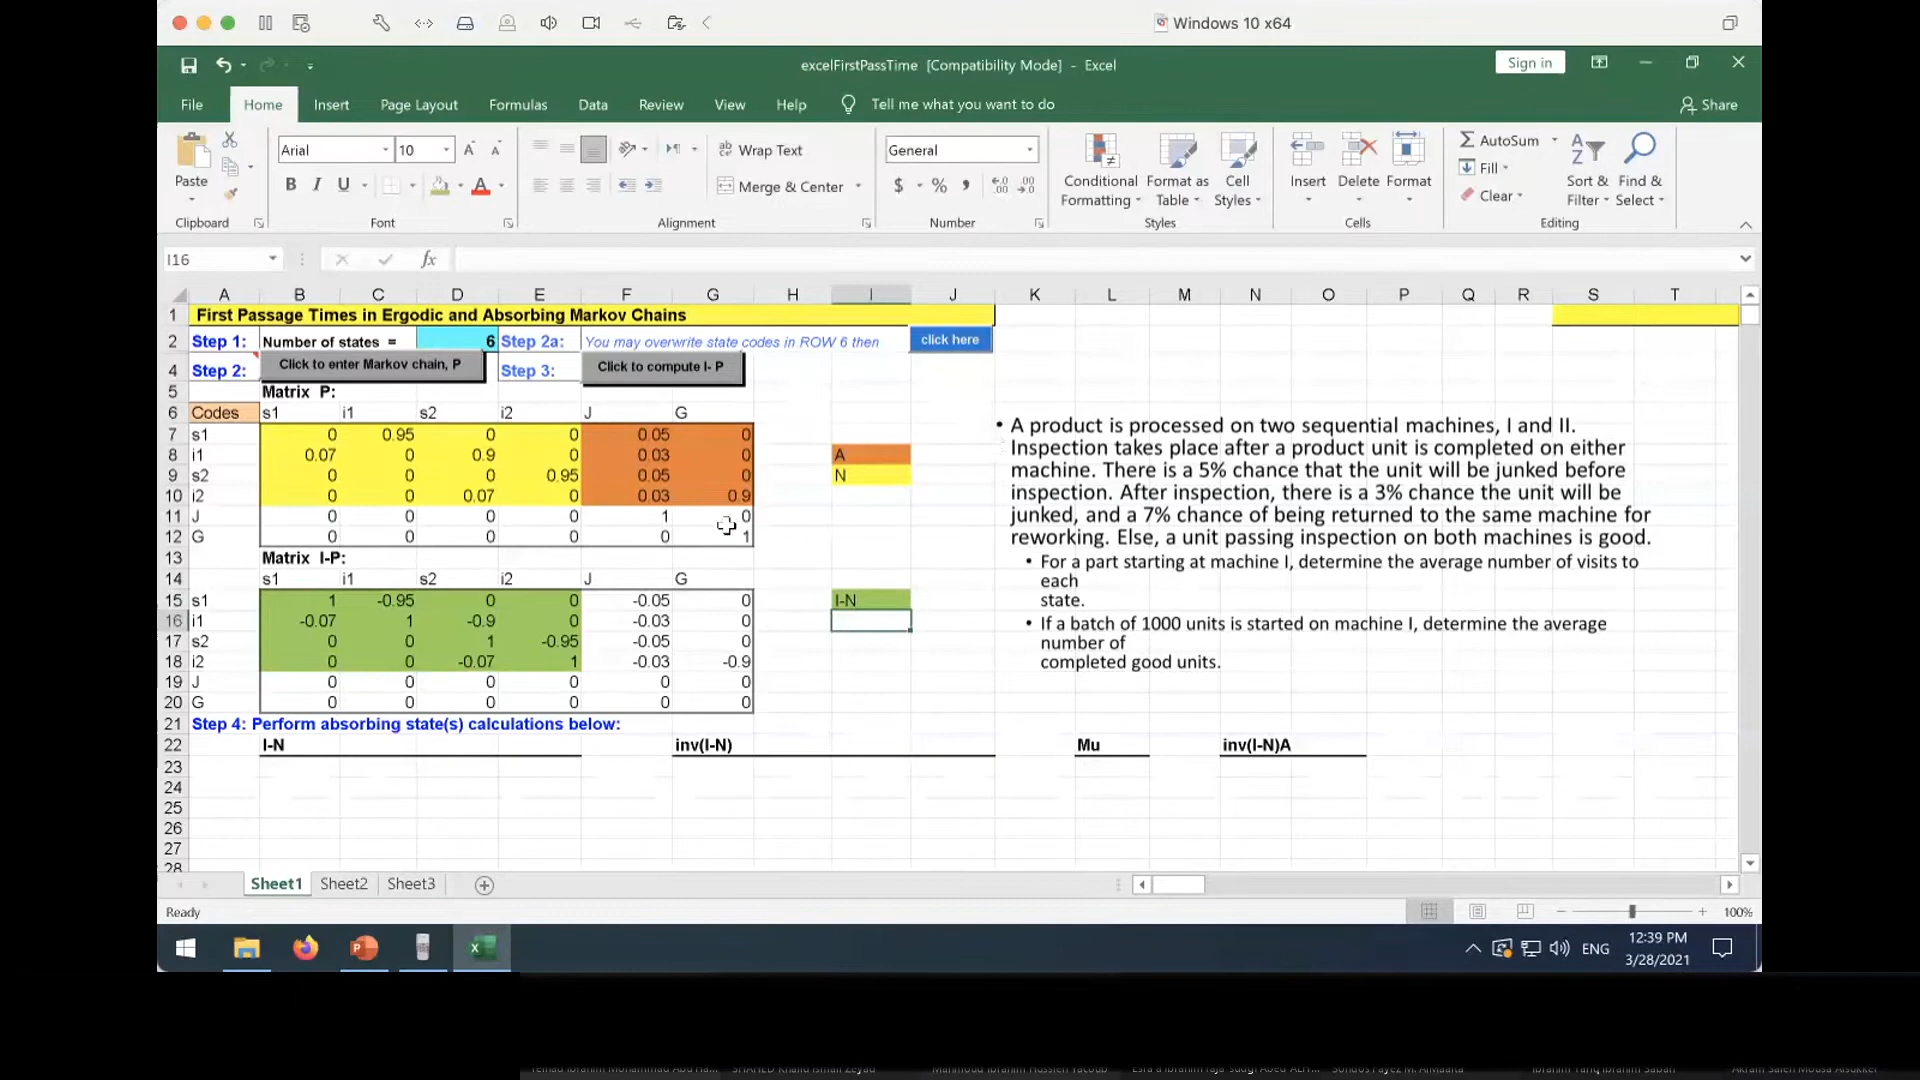 Windows 10 x64
excelFirstPassTime [Compatibility Mode] - Excel
Sign in
File Home Insert Page Layout Formulas Data Review View Help Tell me what you want to do Share
Paste
Arial 10
B I U A
Wrap Text
Merge & Center
General
$ % ,
Conditional Formatting
Format as Table
Cell Styles
Insert Delete Format
AutoSum
Fill
Clear
Sort & Filter
Find & Select
Clipboard Font Alignment Number Styles Cells Editing
I16 fx
A B C D E F G H I J K L M N O P Q R S T
1 First Passage Times in Ergodic and Absorbing Markov Chains
2 Step 1: Number of states = 6 Step 2a: You may overwrite state codes in ROW 6 then click here
4 Step 2: Click to enter Markov chain, P Step 3: Click to compute I- P
5 Matrix P:
6 Codes s1 i1 s2 i2 J G
7 s1 0 0.95 0 0 0.05 0
8 i1 0.07 0 0.9 0 0.03 0 A
9 s2 0 0 0 0.95 0.05 0 N
10 i2 0 0 0.07 0 0.03 0.9
11 J 0 0 0 0 1 0
12 G 0 0 0 0 0 1
13 Matrix I-P:
14 s1 i1 s2 i2 J G
15 s1 1 -0.95 0 0 -0.05 0 I-N
16 i1 -0.07 1 -0.9 0 -0.03 0
17 s2 0 0 1 -0.95 -0.05 0
18 i2 0 0 -0.07 1 -0.03 -0.9
19 J 0 0 0 0 0 0
20 G 0 0 0 0 0 0
21 Step 4: Perform absorbing state(s) calculations below:
22 I-N inv(I-N) Mu inv(I-N)A
23
24
25
26
27
28
• A product is processed on two sequential machines, I and II.
Inspection takes place after a product unit is completed on either
machine. There is a 5% chance that the unit will be junked before
inspection. After inspection, there is a 3% chance the unit will be
junked, and a 7% chance of being returned to the same machine for
reworking. Else, a unit passing inspection on both machines is good.
• For a part starting at machine I, determine the average number of visits to
each
state.
• If a batch of 1000 units is started on machine I, determine the average
number of
completed good units.
Sheet1 Sheet2 Sheet3
Ready
100%
ENG
12:39 PM
3/28/2021